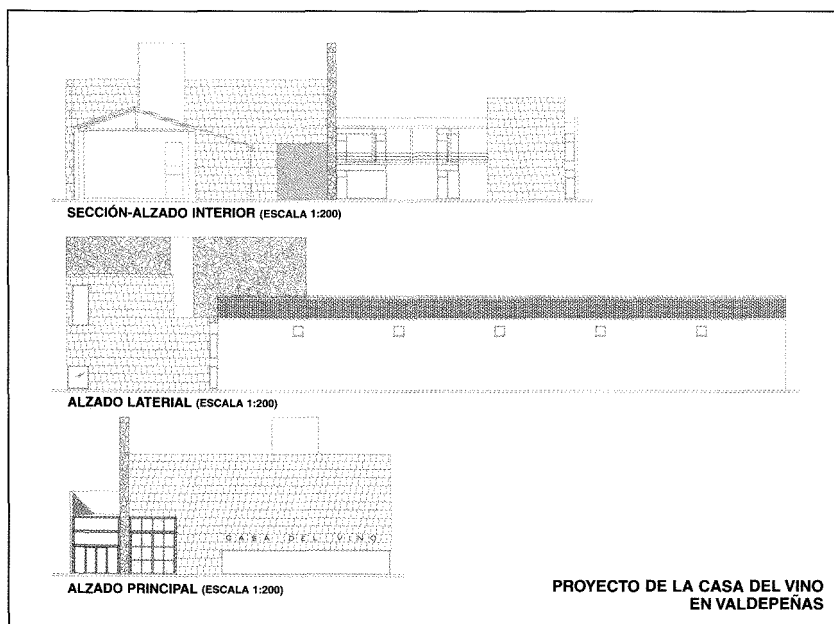 SECCIÓN-ALZADO INTERIOR (ESCALA 1:200)
ALZADO LATERIAL (ESCALA 1:200)
CASA DEL VINO
ALZADO PRINCIPAL (ESCALA 1:200)
PROYECTO DE LA CASA DEL VINO
EN VALDEPEÑAS